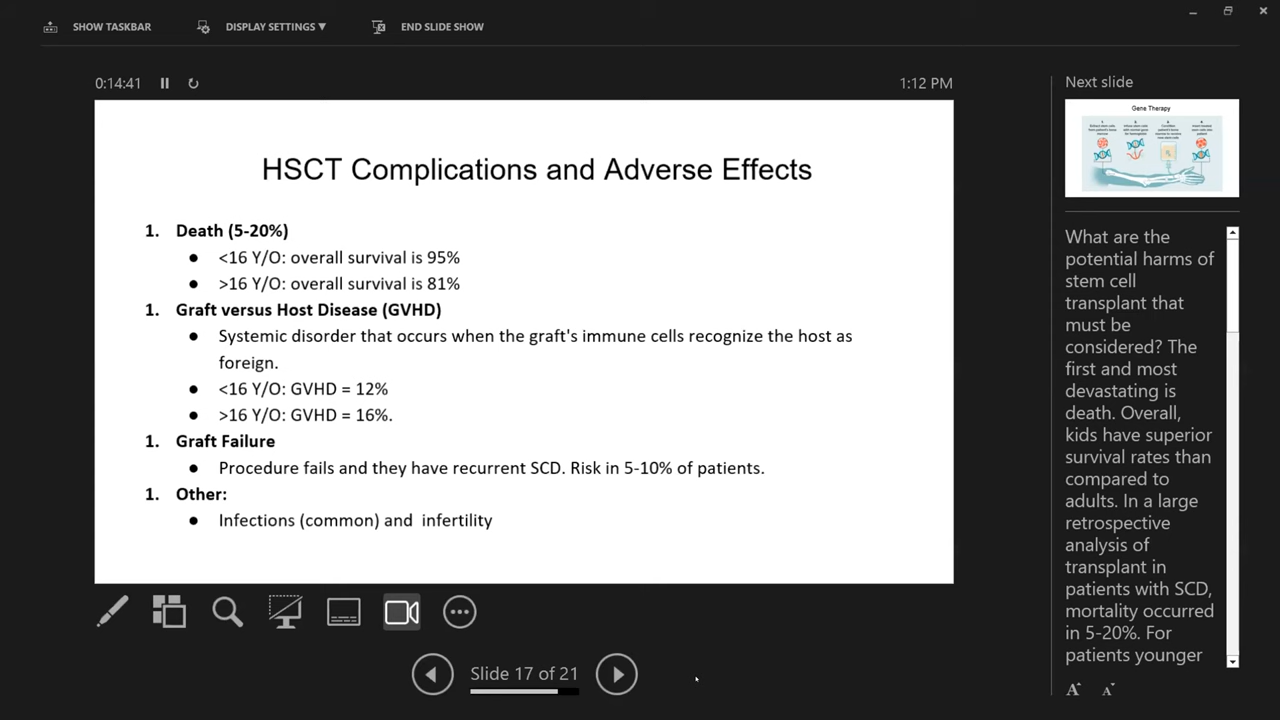 SHOW TASKBAR
DISPLAY SETTINGS ▼
END SLIDE SHOW
0:14:41
1:12 PM
HSCT Complications and Adverse Effects
1. Death (5-20%)
● <16 Y/O: overall survival is 95%
● >16 Y/O: overall survival is 81%
1. Graft versus Host Disease (GVHD)
● Systemic disorder that occurs when the graft's immune cells recognize the host as
foreign.
● <16 Y/O: GVHD = 12%
● >16 Y/O: GVHD = 16%.
1. Graft Failure
● Procedure fails and they have recurrent SCD. Risk in 5-10% of patients.
1. Other:
● Infections (common) and infertility
Slide 17 of 21
Next slide
Gene Therapy
What are the
potential harms of
stem cell
transplant that
must be
considered? The
first and most
devastating is
death. Overall,
kids have superior
survival rates than
compared to
adults. In a large
retrospective
analysis of
transplant in
patients with SCD,
mortality occurred
in 5-20%. For
patients younger
A A